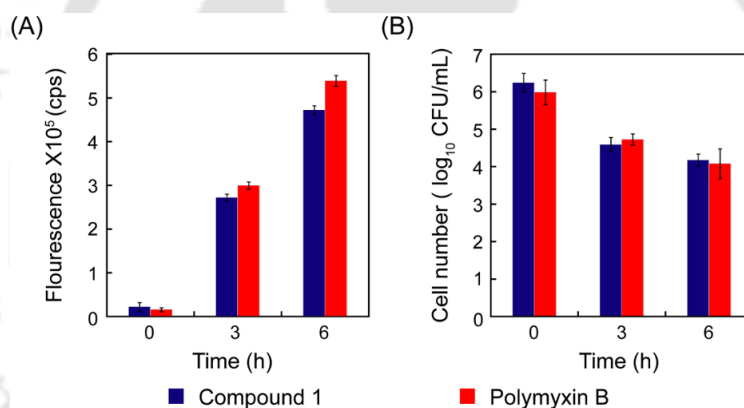 (A)
Flourescence X10⁵ (cps)
6
5
4
3
2
1
0
0 3 6
Time (h)
(B)
Cell number ( log₁₀ CFU/mL)
7
6
5
4
3
2
1
0
0 3 6
Time (h)
Compound 1 Polymyxin B